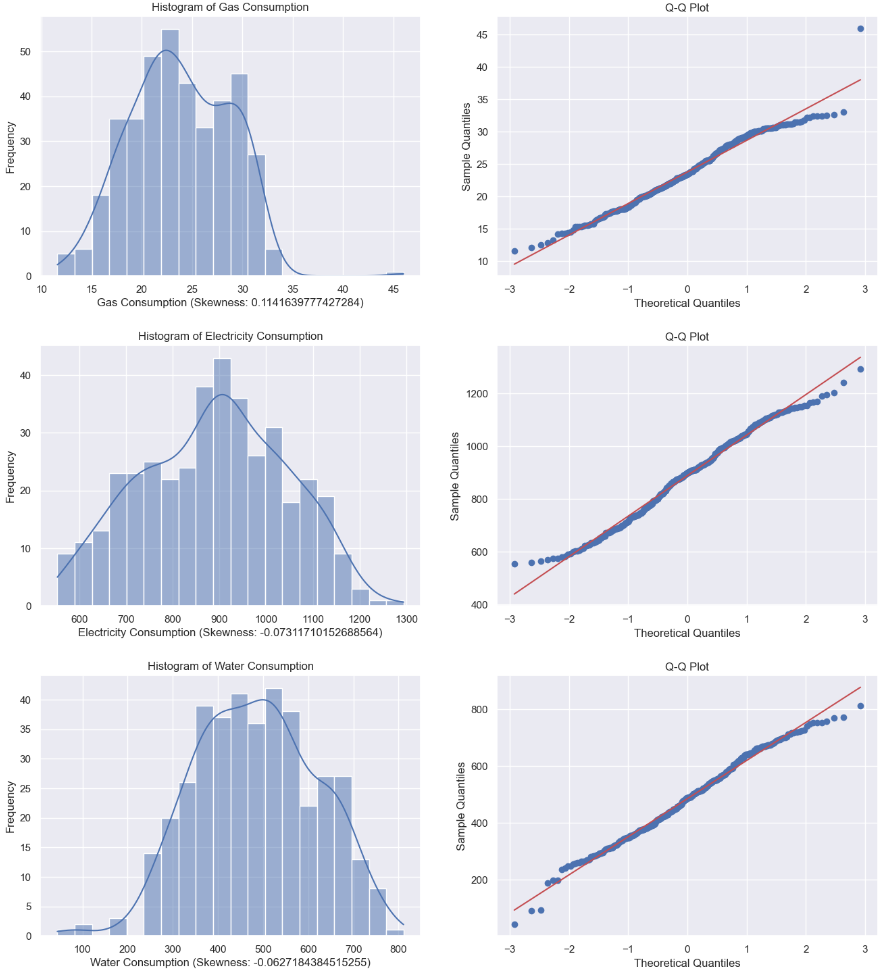 Histogram of Gas Consumption
50
40
30
20
10
0
Frequency
10 15 20 25 30 35 40 45
Gas Consumption (Skewness: 0.1141639777427284)
Q-Q Plot
45
40
35
30
25
20
15
10
Sample Quantiles
−3 −2 −1 0 1 2 3
Theoretical Quantiles
Histogram of Electricity Consumption
40
30
20
10
0
Frequency
600 700 800 900 1000 1100 1200 1300
Electricity Consumption (Skewness: -0.07311710152688564)
Q-Q Plot
1200
1000
800
600
400
Sample Quantiles
−3 −2 −1 0 1 2 3
Theoretical Quantiles
Histogram of Water Consumption
40
35
30
25
20
15
10
5
0
Frequency
100 200 300 400 500 600 700 800
Water Consumption (Skewness: -0.0627184384515255)
Q-Q Plot
800
600
400
200
Sample Quantiles
−3 −2 −1 0 1 2 3
Theoretical Quantiles